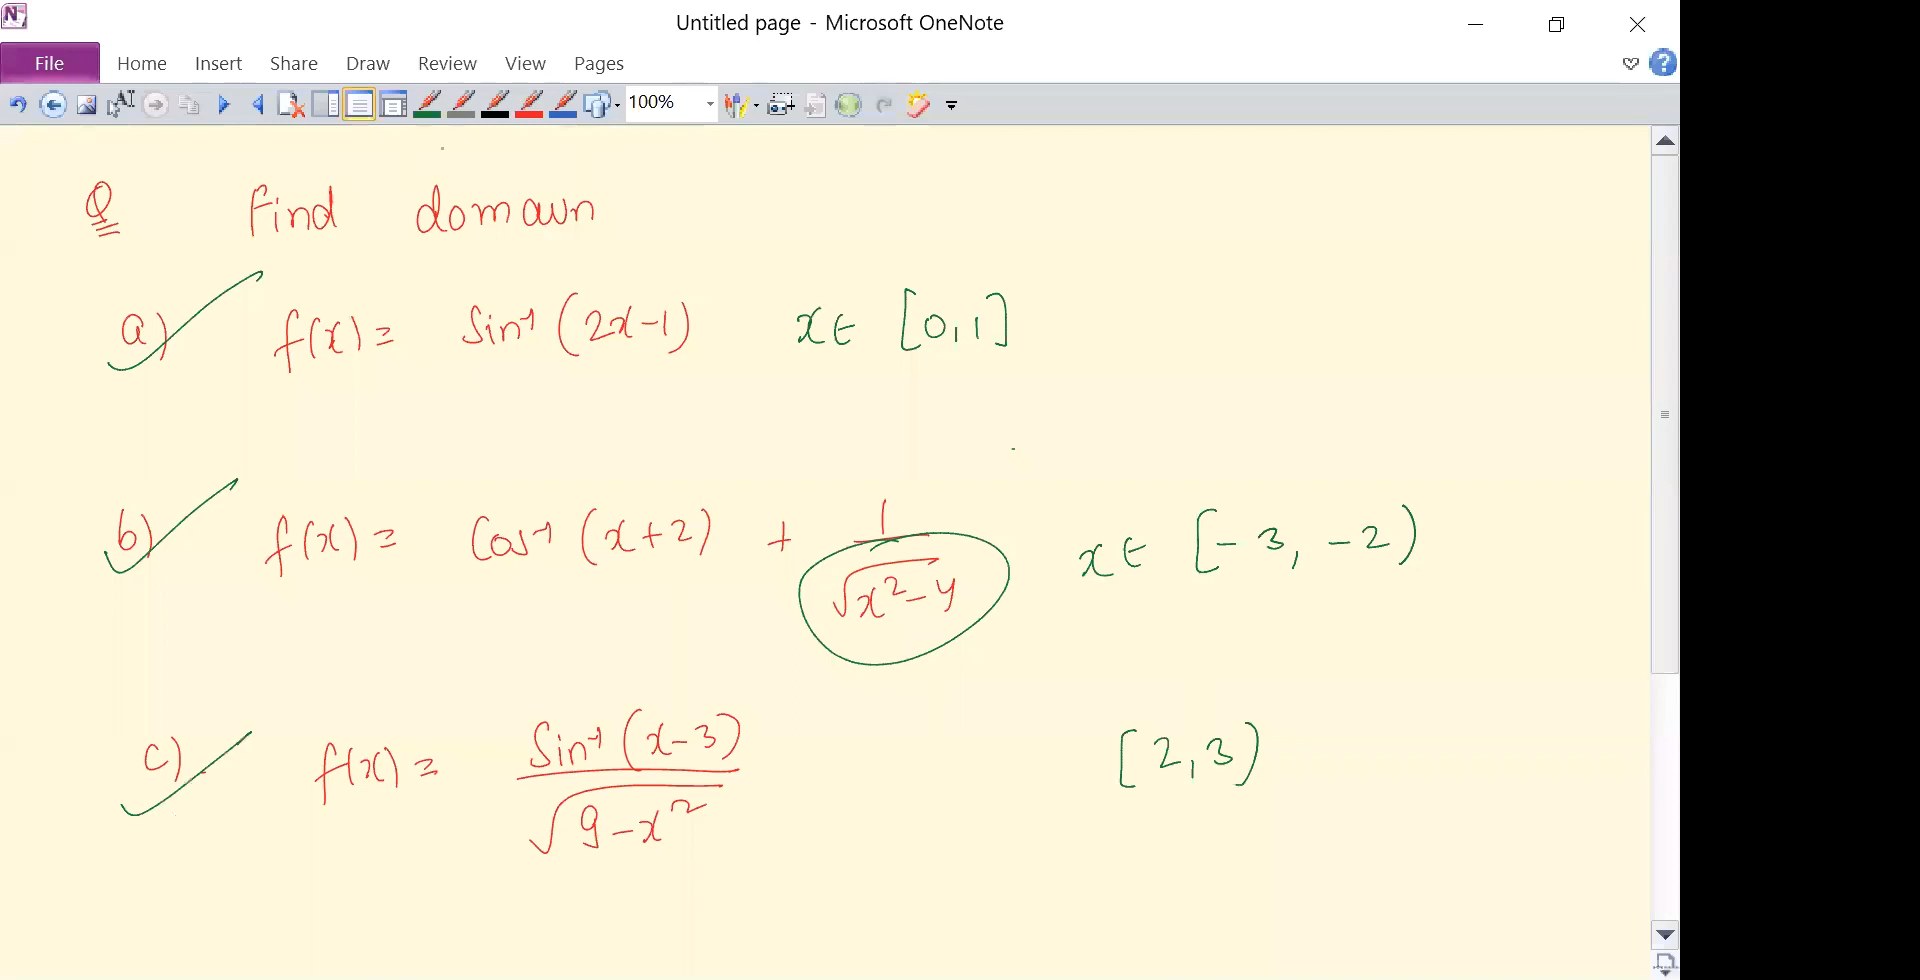 Untitled page - Microsoft OneNote
File Home Insert Share Draw Review View Pages
100%
Q Find domain
a) f(x) = Sin⁻¹ (2x-1) x ∈ [0,1]
b) f(x) = Cos⁻¹ (x+2) + 1/√(x²-4) x ∈ [-3, -2)
c) f(x) = Sin⁻¹ (x-3)/√(9-x²) [2,3)